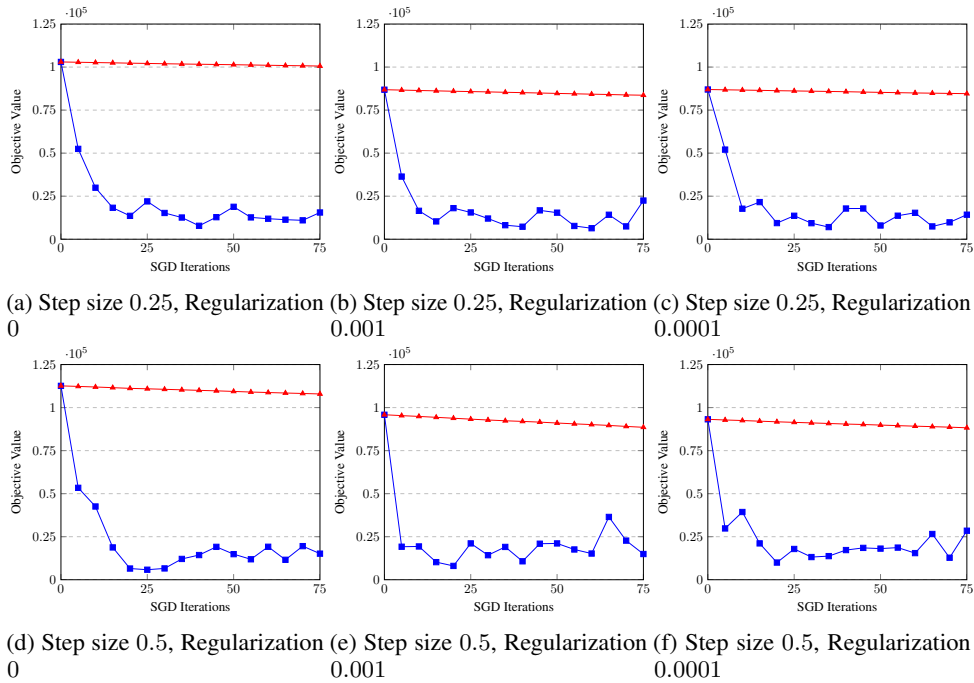 ·10^5
1.25
1
0.75
0.5
0.25
0
0 25 50 75
Objective Value
SGD Iterations
·10^5
1.25
1
0.75
0.5
0.25
0
0 25 50 75
Objective Value
SGD Iterations
·10^5
1.25
1
0.75
0.5
0.25
0
0 25 50 75
Objective Value
SGD Iterations
(a) Step size 0.25, Regularization
0
(b) Step size 0.25, Regularization
0.001
(c) Step size 0.25, Regularization
0.0001
·10^5
1.25
1
0.75
0.5
0.25
0
0 25 50 75
Objective Value
SGD Iterations
·10^5
1.25
1
0.75
0.5
0.25
0
0 25 50 75
Objective Value
SGD Iterations
·10^5
1.25
1
0.75
0.5
0.25
0
0 25 50 75
Objective Value
SGD Iterations
(d) Step size 0.5, Regularization
0
(e) Step size 0.5, Regularization
0.001
(f) Step size 0.5, Regularization
0.0001